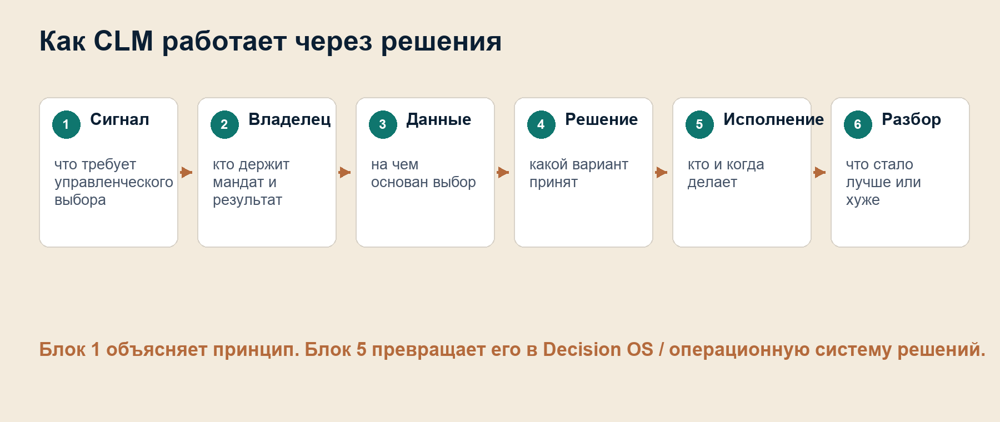 Как CLM работает через решения
1 Сигнал
что требует
управленческого
выбора
2 Владелец
кто держит
мандат и
результат
3 Данные
на чем
основан выбор
4 Решение
какой вариант
принят
5 Исполнение
кто и когда
делает
6 Разбор
что стало
лучше или
хуже
Блок 1 объясняет принцип. Блок 5 превращает его в Decision OS / операционную систему решений.